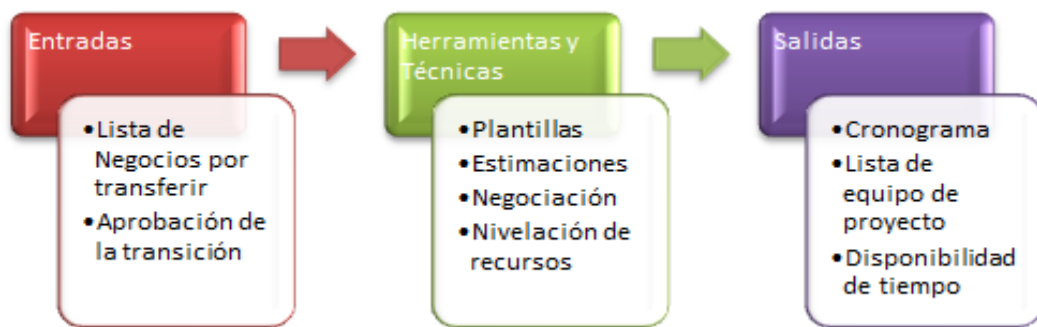 Entradas
•Lista de
Negocios por
transferir
•Aprobación de
la transición
Herramientas y
Técnicas
•Plantillas
•Estimaciones
•Negociación
•Nivelación de
recursos
Salidas
•Cronograma
•Lista de
equipo de
proyecto
•Disponibilidad
de tiempo